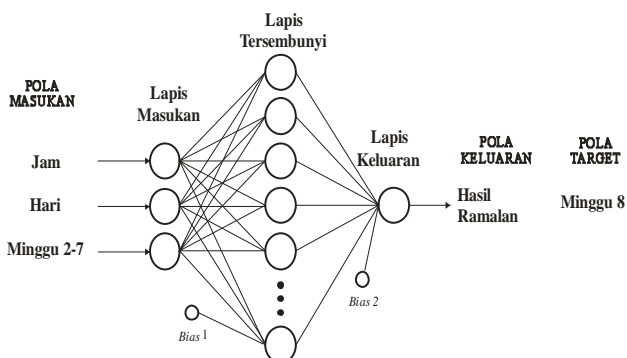 Lapis
Tersembunyi
POLA
MASUKAN
Lapis
Masukan
Lapis
Keluaran
POLA
KELUARAN
POLA
TARGET
Jam
Hari
Minggu 2-7
Hasil
Ramalan
Minggu 8
Bias 1
Bias 2